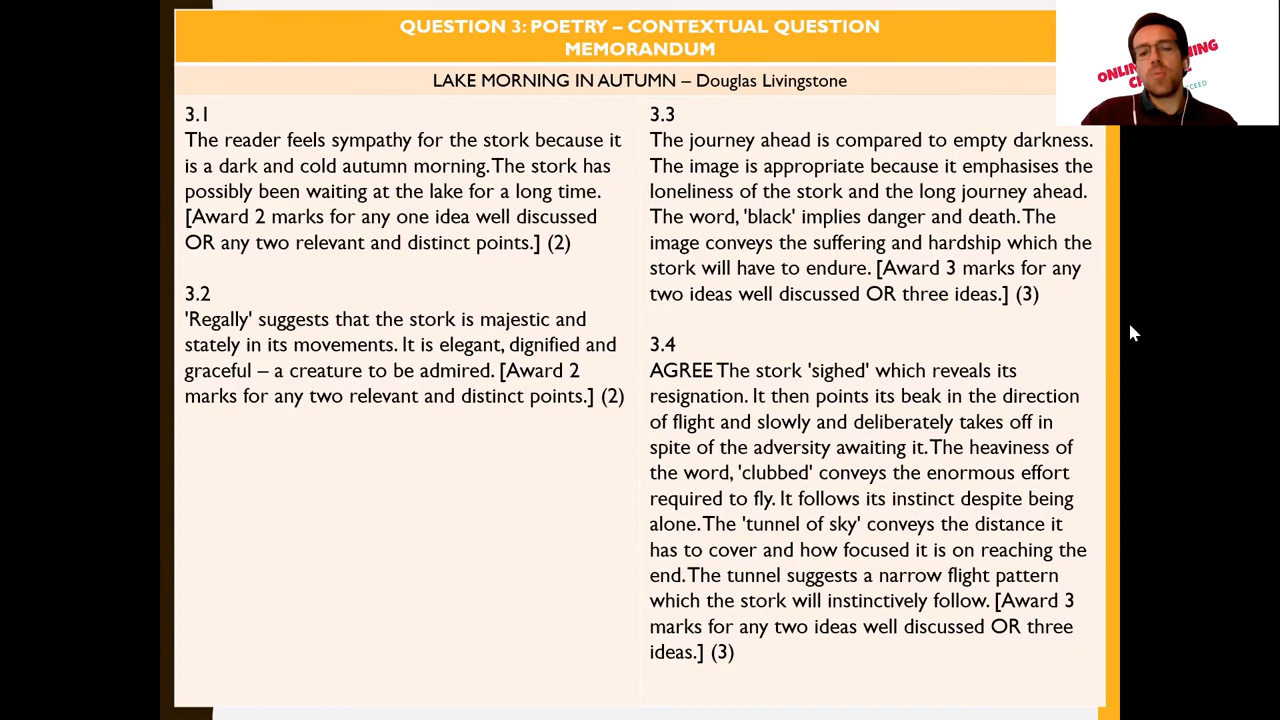 QUESTION 3: POETRY – CONTEXTUAL QUESTION
MEMORANDUM
LAKE MORNING IN AUTUMN – Douglas Livingstone
3.1
The reader feels sympathy for the stork because it
is a dark and cold autumn morning. The stork has
possibly been waiting at the lake for a long time.
[Award 2 marks for any one idea well discussed
OR any two relevant and distinct points.] (2)
3.2
'Regally' suggests that the stork is majestic and
stately in its movements. It is elegant, dignified and
graceful – a creature to be admired. [Award 2
marks for any two relevant and distinct points.] (2)
3.3
The journey ahead is compared to empty darkness.
The image is appropriate because it emphasises the
loneliness of the stork and the long journey ahead.
The word, 'black' implies danger and death. The
image conveys the suffering and hardship which the
stork will have to endure. [Award 3 marks for any
two ideas well discussed OR three ideas.] (3)
3.4
AGREE The stork 'sighed' which reveals its
resignation. It then points its beak in the direction
of flight and slowly and deliberately takes off in
spite of the adversity awaiting it. The heaviness of
the word, 'clubbed' conveys the enormous effort
required to fly. It follows its instinct despite being
alone. The 'tunnel of sky' conveys the distance it
has to cover and how focused it is on reaching the
end. The tunnel suggests a narrow flight pattern
which the stork will instinctively follow. [Award 3
marks for any two ideas well discussed OR three
ideas.] (3)